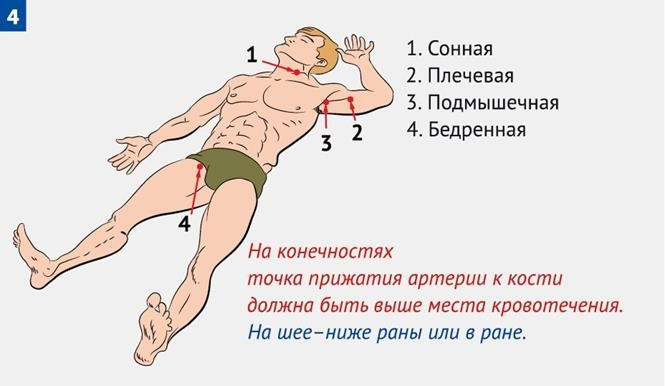 4
1. Сонная
2. Плечевая
3. Подмышечная
4. Бедренная
1
2
3
4
На конечностях
точка прижатия артерии к кости
должна быть выше места кровотечения.
На шее–ниже раны или в ране.